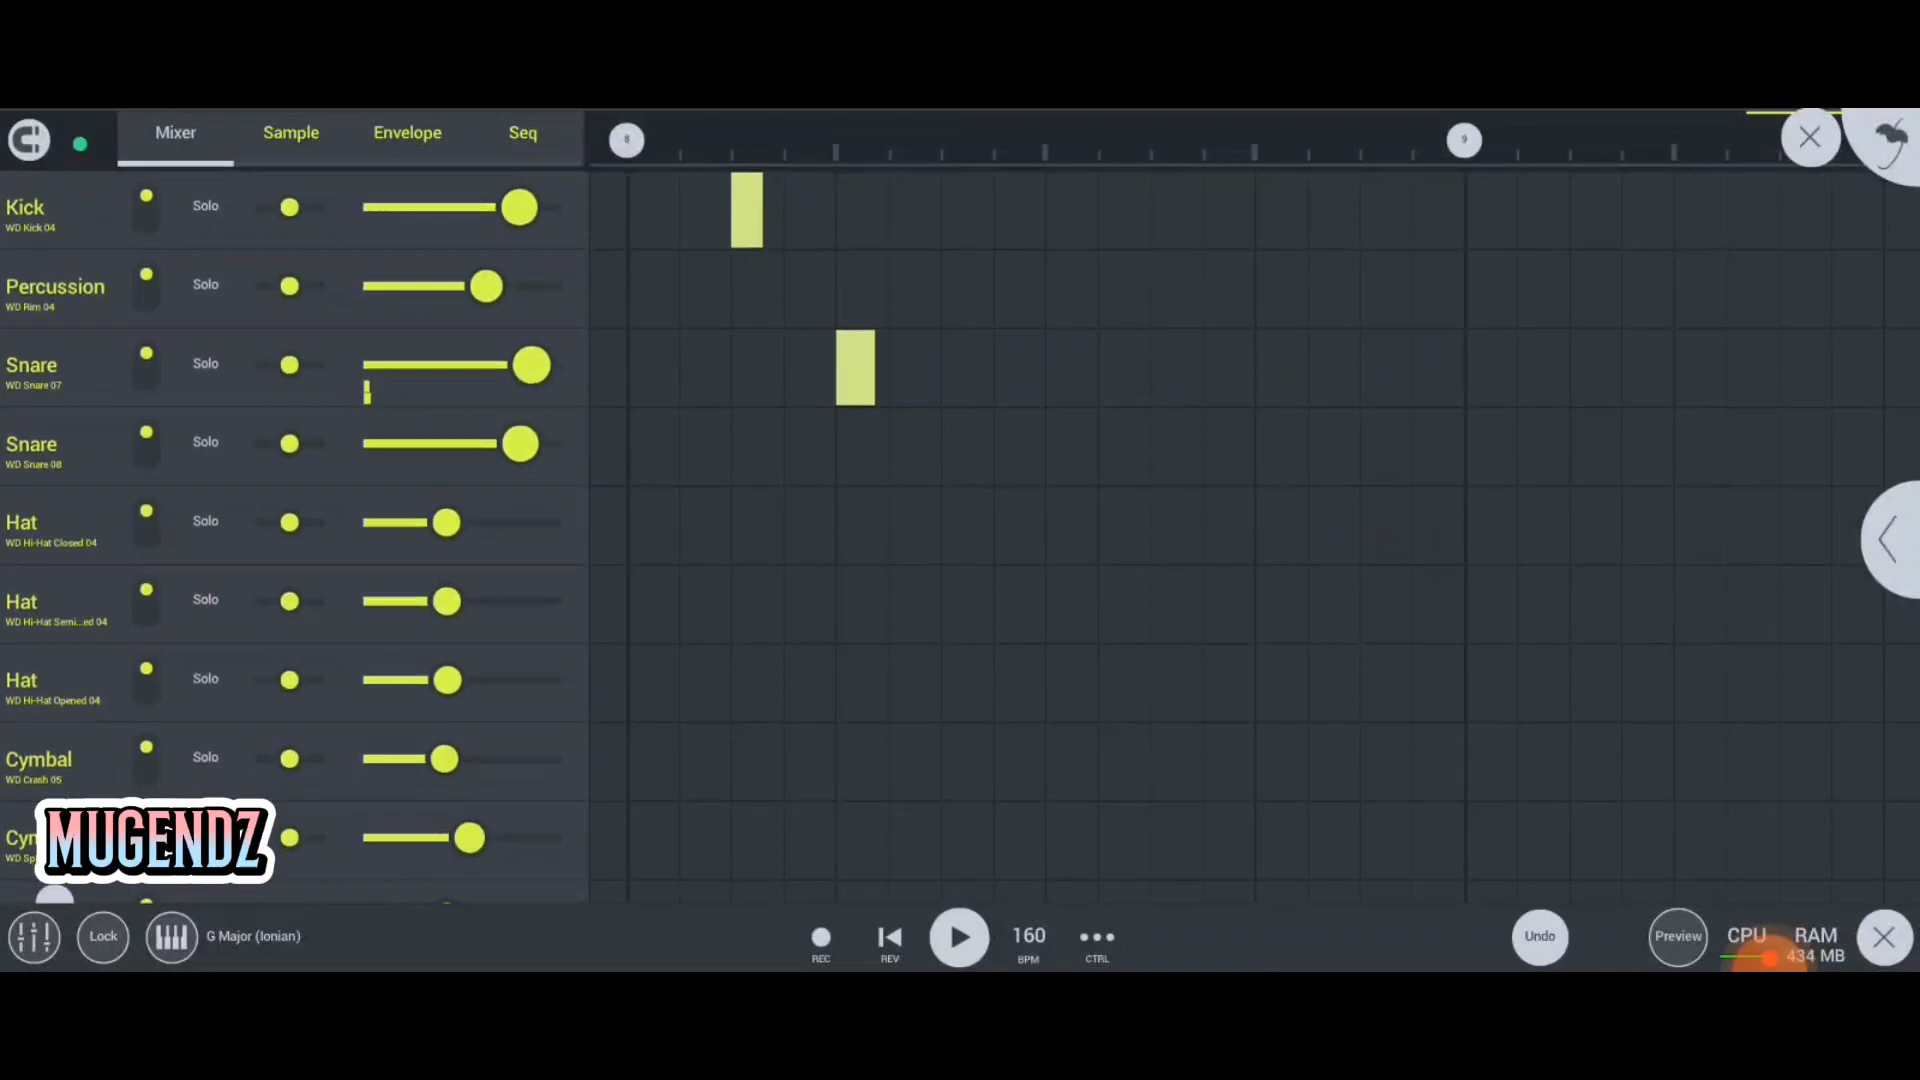 Mixer Sample Envelope Seq 8 9
Kick Solo
WD Kick 04
Percussion Solo
WD Rim 04
Snare Solo
WD Snare 07
Snare Solo
WD Snare 08
Hat Solo
WD Hi-Hat Closed 04
Hat Solo
WD Hi-Hat Semi...ed 04
Hat Solo
WD Hi-Hat Opened 04
Cymbal Solo
WD Crash 05
MUGENDZ
WD
Lock G Major (Ionian) 160 Undo Preview CPU RAM
REC REV BPM CTRL 434 MB